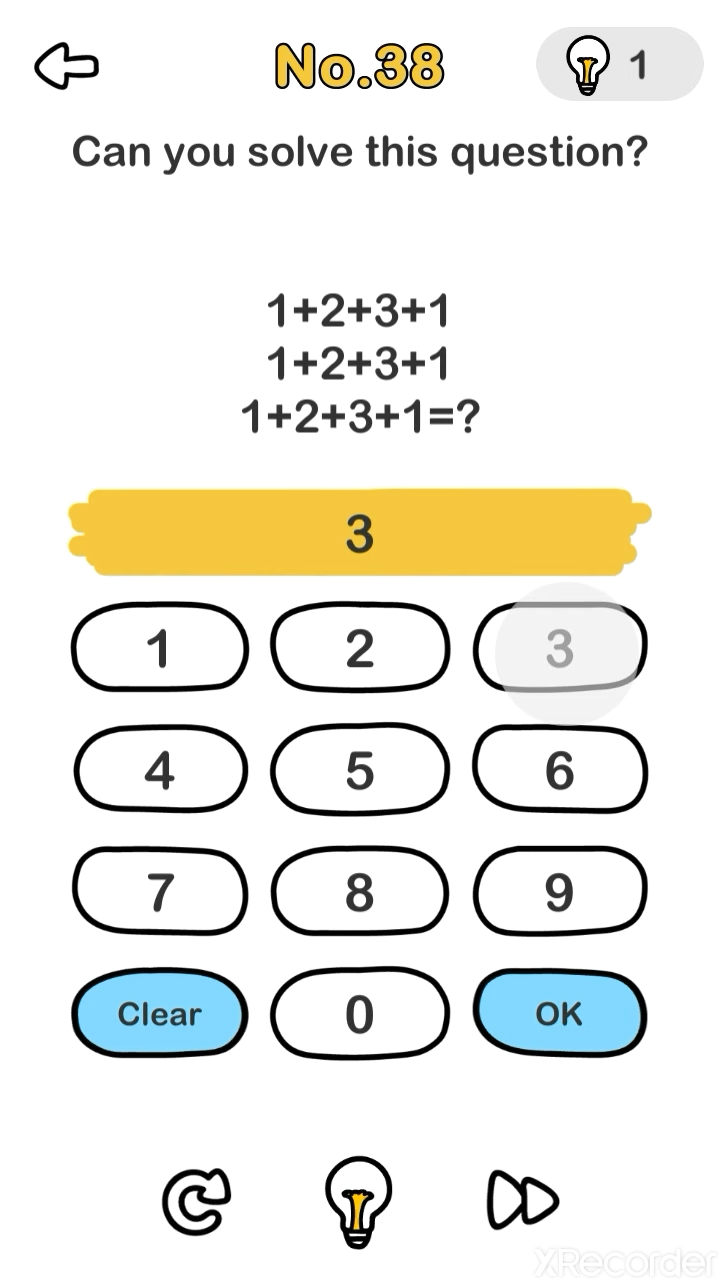 No.38
1
Can you solve this question?
1+2+3+1
1+2+3+1
1+2+3+1=?
3
1 2 3
4 5 6
7 8 9
Clear 0 OK
XRecorder